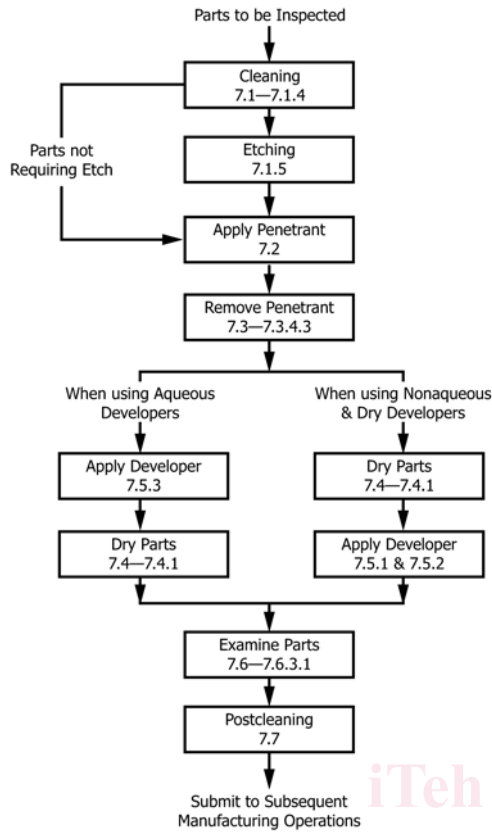 Parts to be Inspected
Cleaning
7.1—7.1.4
Parts not
Requiring Etch
Etching
7.1.5
Apply Penetrant
7.2
Remove Penetrant
7.3—7.3.4.3
When using Aqueous
Developers
When using Nonaqueous
& Dry Developers
Apply Developer
7.5.3
Dry Parts
7.4—7.4.1
Dry Parts
7.4—7.4.1
Apply Developer
7.5.1 & 7.5.2
Examine Parts
7.6—7.6.3.1
Postcleaning
7.7
Submit to Subsequent
Manufacturing Operations
iTeh